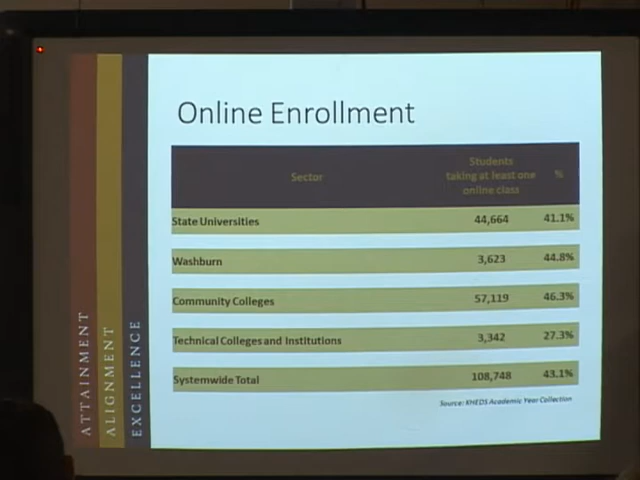 Online Enrollment
Sector Students taking at least one online class %
State Universities 44,664 41.1%
Washburn 3,623 44.8%
Community Colleges 57,119 46.3%
Technical Colleges and Institutions 3,342 27.3%
Systemwide Total 108,748 43.1%
Source: KHEDS Academic Year Collection
ATTAINMENT
ALIGNMENT
EXCELLENCE